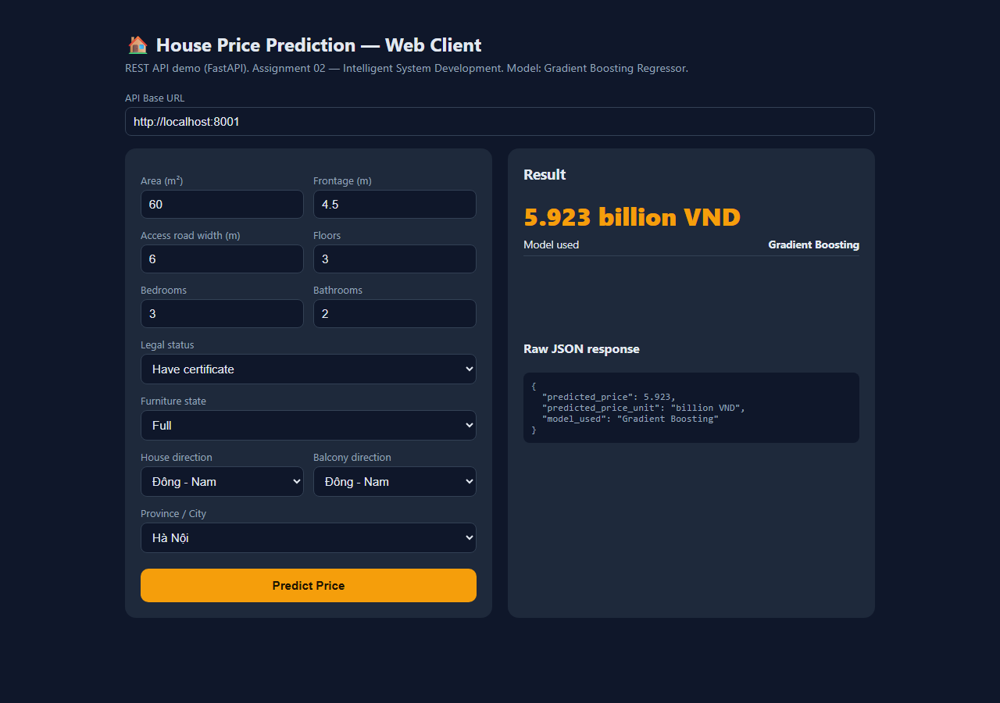 House Price Prediction — Web Client
REST API demo (FastAPI). Assignment 02 — Intelligent System Development. Model: Gradient Boosting Regressor.
API Base URL
http://localhost:8001
Area (m²) Frontage (m)
60 4.5
Access road width (m) Floors
6 3
Bedrooms Bathrooms
3 2
Legal status
Have certificate
Furniture state
Full
House direction Balcony direction
Đông - Nam Đông - Nam
Province / City
Hà Nội
Predict Price
Result
5.923 billion VND
Model used Gradient Boosting
Raw JSON response
{
"predicted_price": 5.923,
"predicted_price_unit": "billion VND",
"model_used": "Gradient Boosting"
}